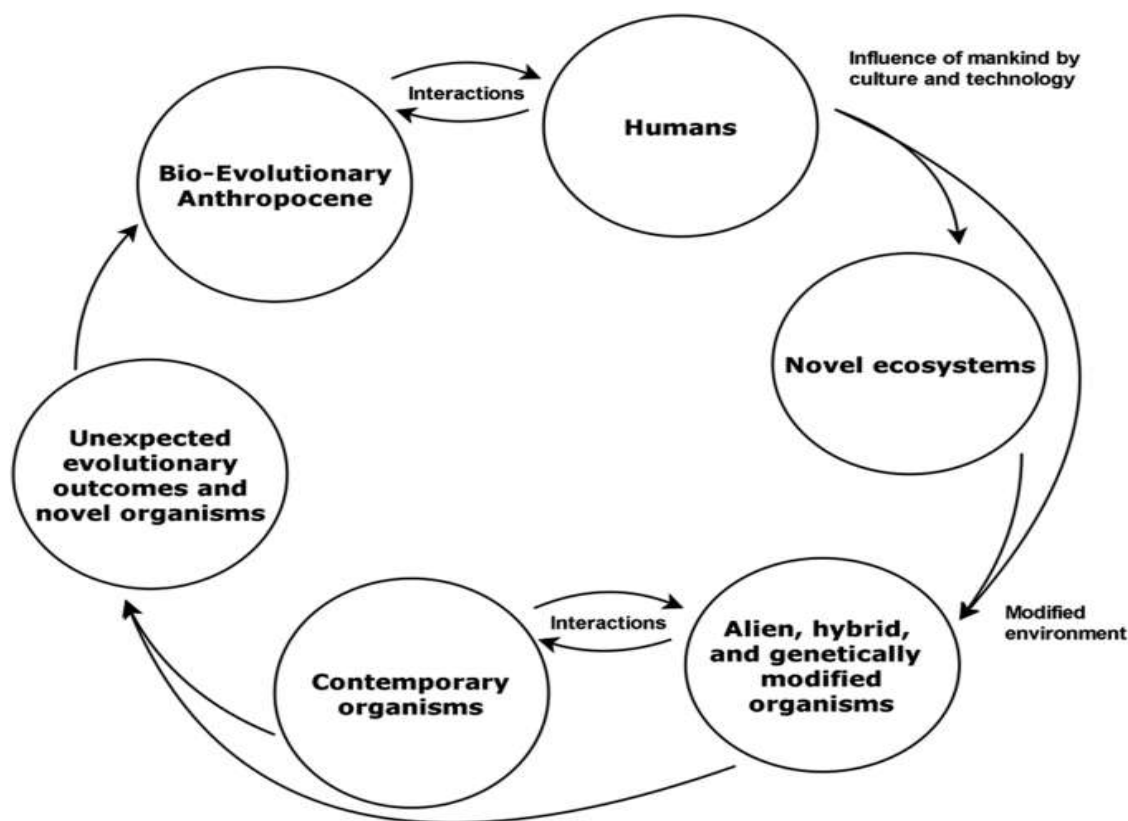 Humans
Influence of mankind by
culture and technology
Interactions
Bio-Evolutionary
Anthropocene
Novel ecosystems
Unexpected
evolutionary
outcomes and
novel organisms
Interactions
Modified
environment
Alien, hybrid,
and genetically
modified
organisms
Contemporary
organisms